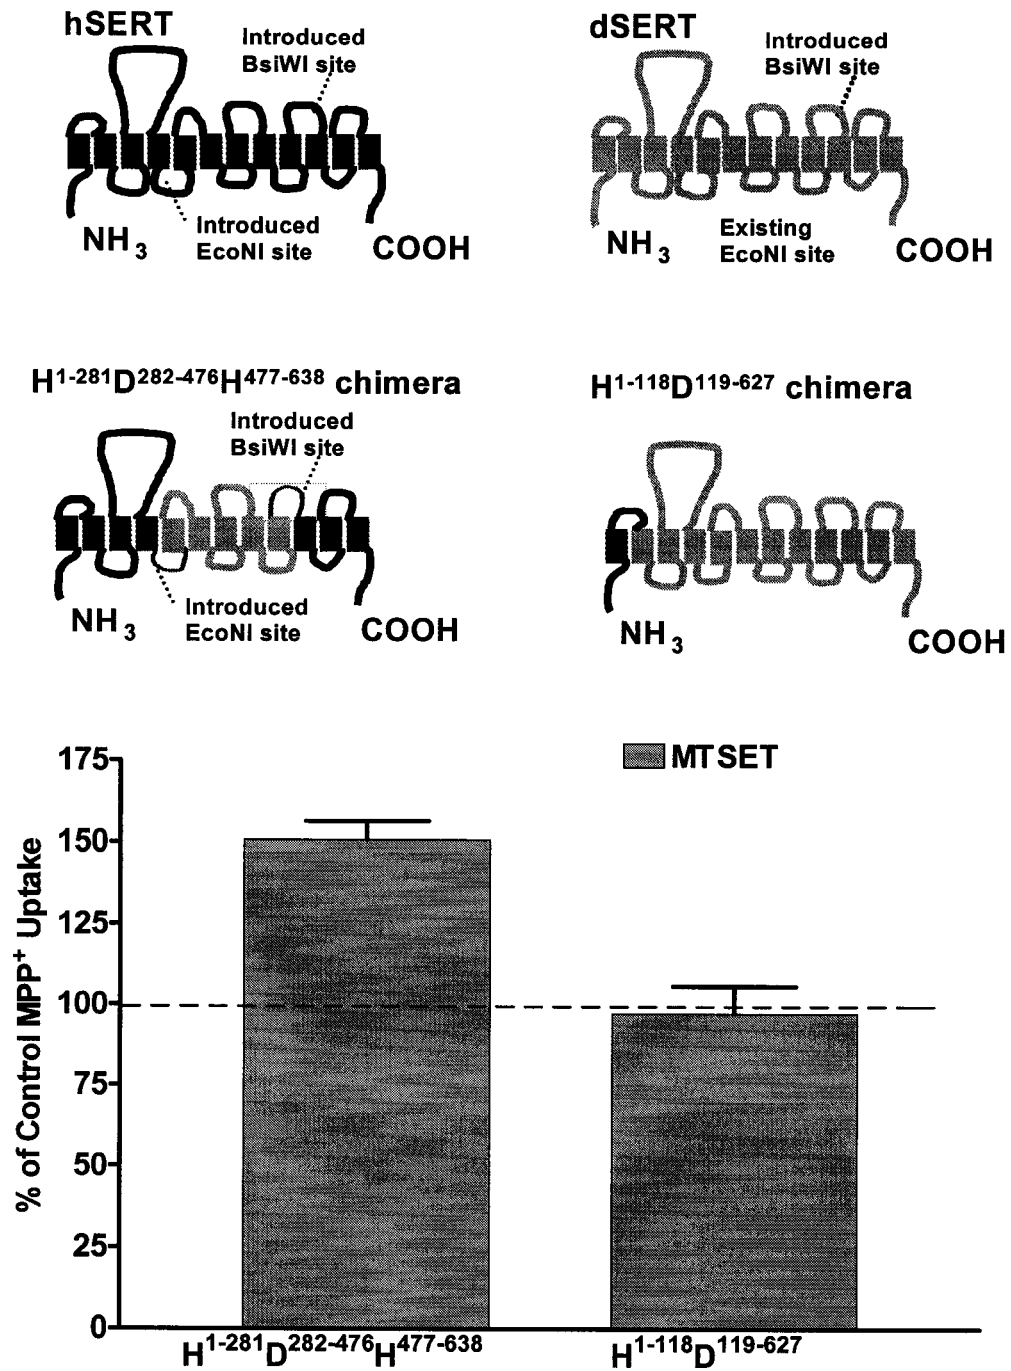 hSERT
Introduced
BsiWI site
NH3
Introduced
EcoNI site
COOH
dSERT
Introduced
BsiWI site
NH3
Existing
EcoNI site
COOH
H1-281D282-476H477-638 chimera
Introduced
BsiWI site
NH3
Introduced
EcoNI site
COOH
H1-118D119-627 chimera
NH3
COOH
MTSET
% of Control MPP+ Uptake
175
150
125
100
75
50
25
0
H1-281D282-476H477-638
H1-118D119-627